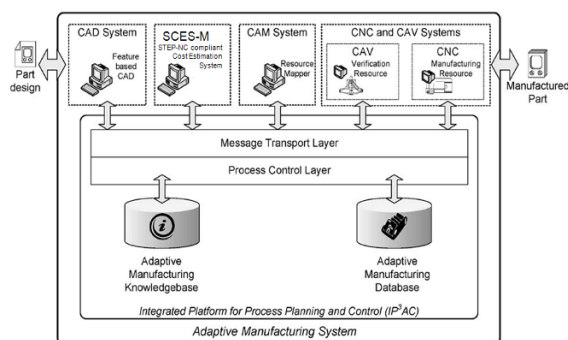 CAD System
Feature
based
CAD
SCES-M
STEP-NC compliant
Cost Estimation
System
CAM System
Resource
Mapper
CNC and CAV Systems
CAV
Verification
Resource
CNC
Manufacturing
Resource
Part
design
Manufactured
Part
Message Transport Layer
Process Control Layer
Adaptive
Manufacturing
Knowledgebase
Adaptive
Manufacturing
Database
Integrated Platform for Process Planning and Control (IP³AC)
Adaptive Manufacturing System